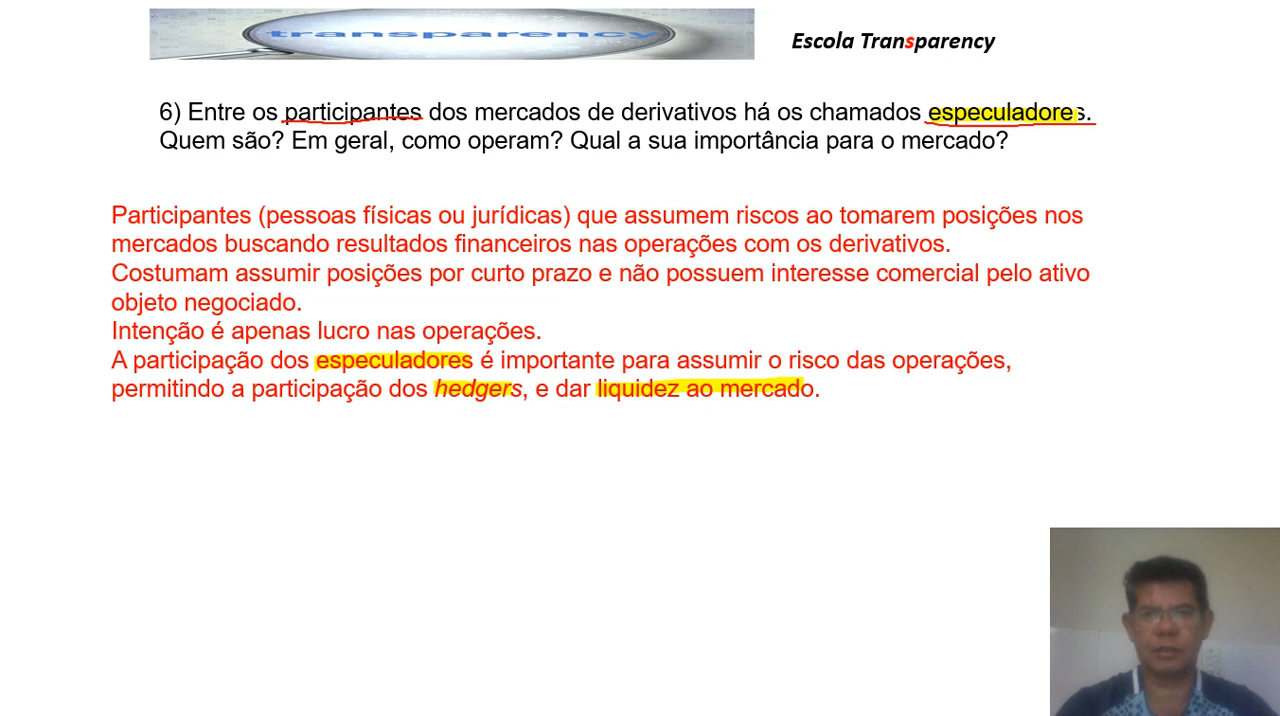 transparency
Escola Transparency
6) Entre os participantes dos mercados de derivativos há os chamados especuladores.
Quem são? Em geral, como operam? Qual a sua importância para o mercado?
Participantes (pessoas físicas ou jurídicas) que assumem riscos ao tomarem posições nos
mercados buscando resultados financeiros nas operações com os derivativos.
Costumam assumir posições por curto prazo e não possuem interesse comercial pelo ativo
objeto negociado.
Intenção é apenas lucro nas operações.
A participação dos especuladores é importante para assumir o risco das operações,
permitindo a participação dos hedgers, e dar liquidez ao mercado.